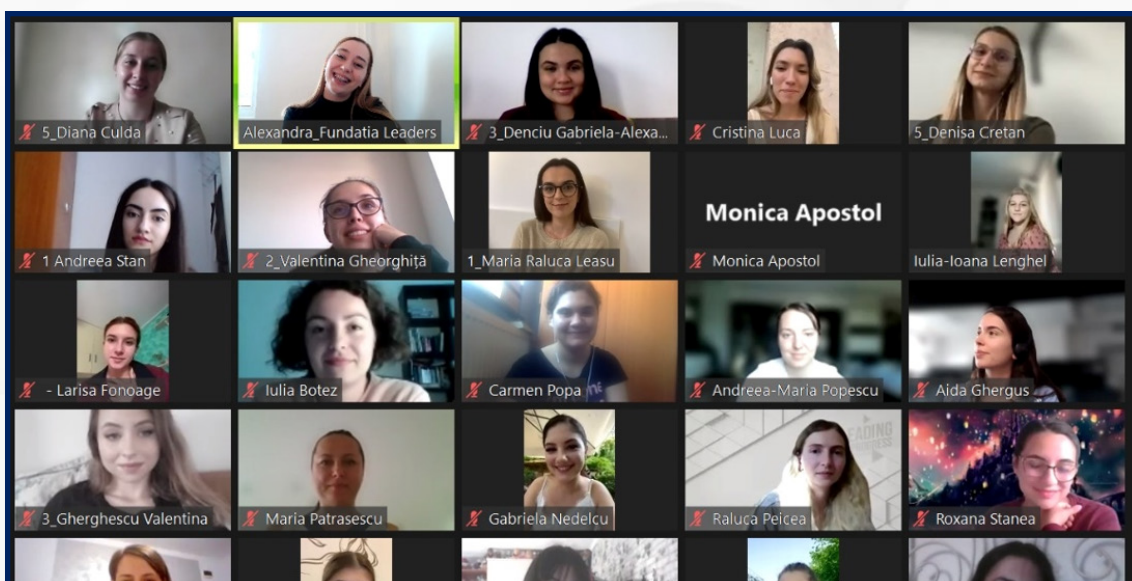 5_Diana Culda
Alexandra_Fundatia Leaders
3_Denciu Gabriela-Alexa...
Cristina Luca
5_Denisa Cretan
1 Andreea Stan
2_Valentina Gheorghiță
1_Maria Raluca Leasu
Monica Apostol
Monica Apostol
Iulia-Ioana Lenghel
- Larisa Fonoage
Iulia Botez
Carmen Popa
Andreea-Maria Popescu
Aida Ghergus
3_Gherghescu Valentina
Maria Patrasescu
Gabriela Nedelcu
Raluca Peicea
Roxana Stanea